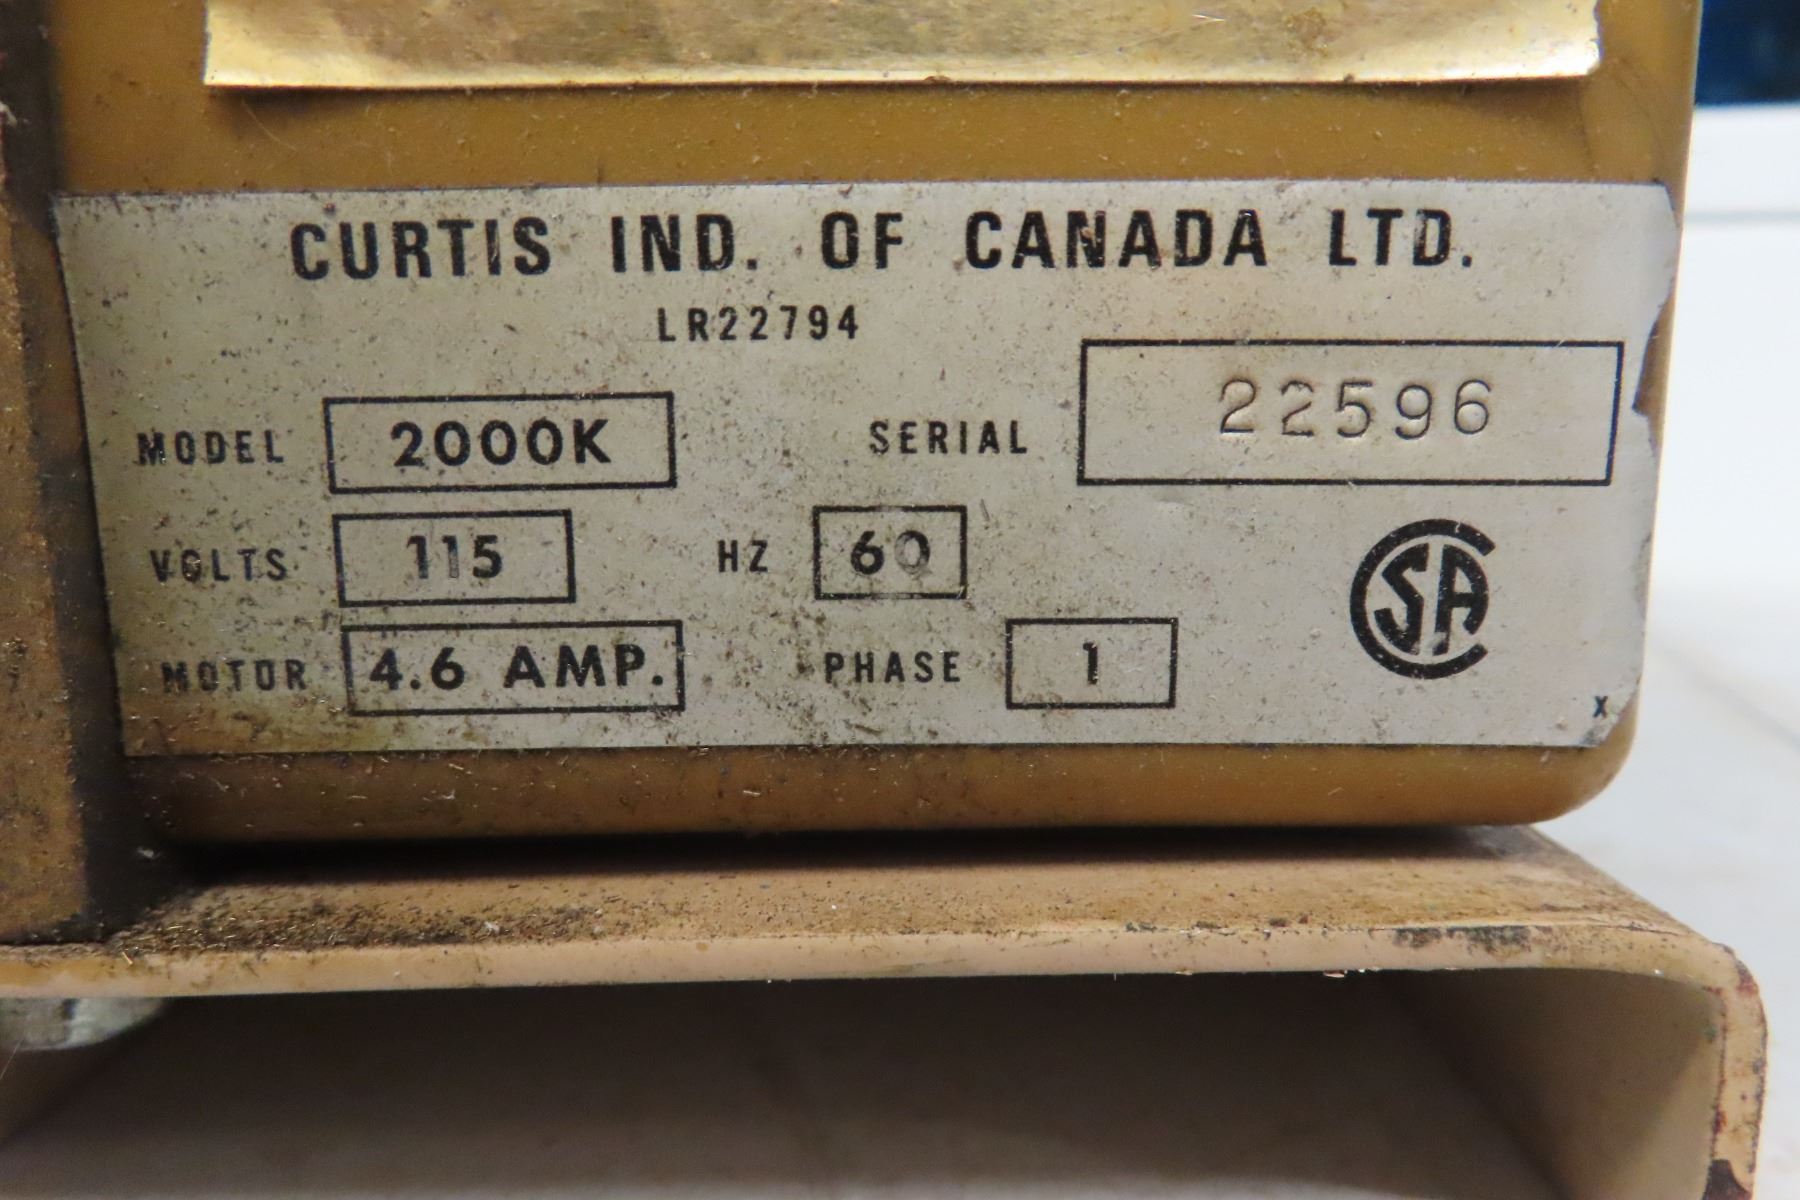 CURTIS IND. OF CANADA LTD.
LR22794
MODEL 2000K SERIAL 22596
VOLTS 115 HZ 60
MOTOR 4.6 AMP. PHASE 1
CSA
X